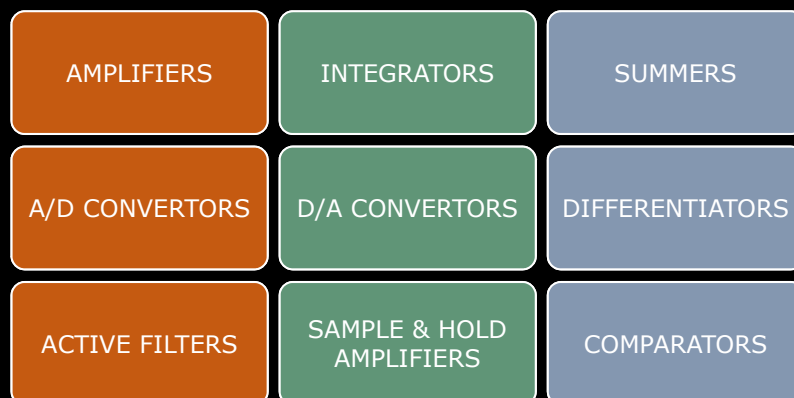 AMPLIFIERS
INTEGRATORS
SUMMERS
A/D CONVERTORS
D/A CONVERTORS
DIFFERENTIATORS
ACTIVE FILTERS
SAMPLE & HOLD
AMPLIFIERS
COMPARATORS